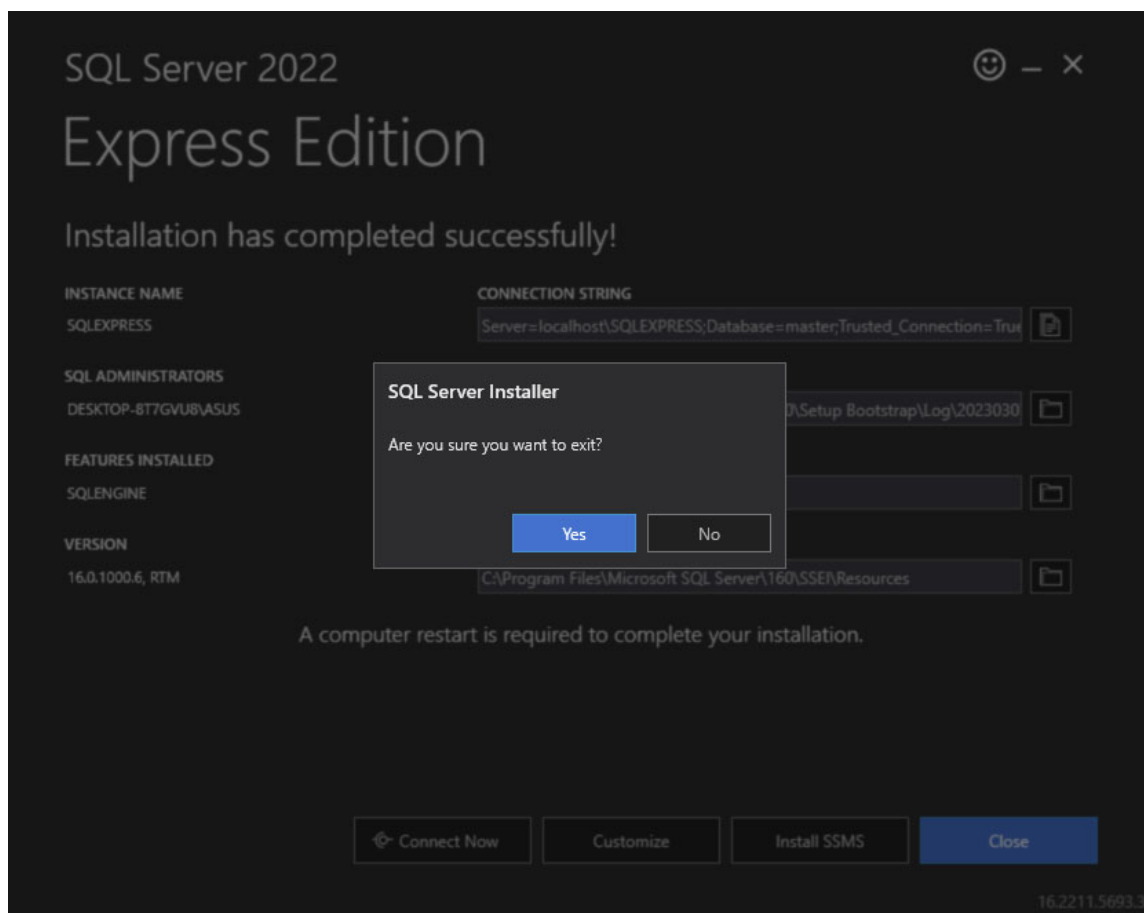 SQL Server 2022
Express Edition
Installation has completed successfully!
INSTANCE NAME
SQLEXPRESS
CONNECTION STRING
Server=localhost\SQLEXPRESS;Database=master;Trusted_Connection=True
SQL ADMINISTRATORS
DESKTOP-8T7GVU8\ASUS
0\Setup Bootstrap\Log\2023030
FEATURES INSTALLED
SQLENGINE
VERSION
16.0.1000.6, RTM
C:\Program Files\Microsoft SQL Server\160\SSEI\Resources
SQL Server Installer
Are you sure you want to exit?
Yes No
A computer restart is required to complete your installation.
Connect Now Customize Install SSMS Close
16.2211.5693.3